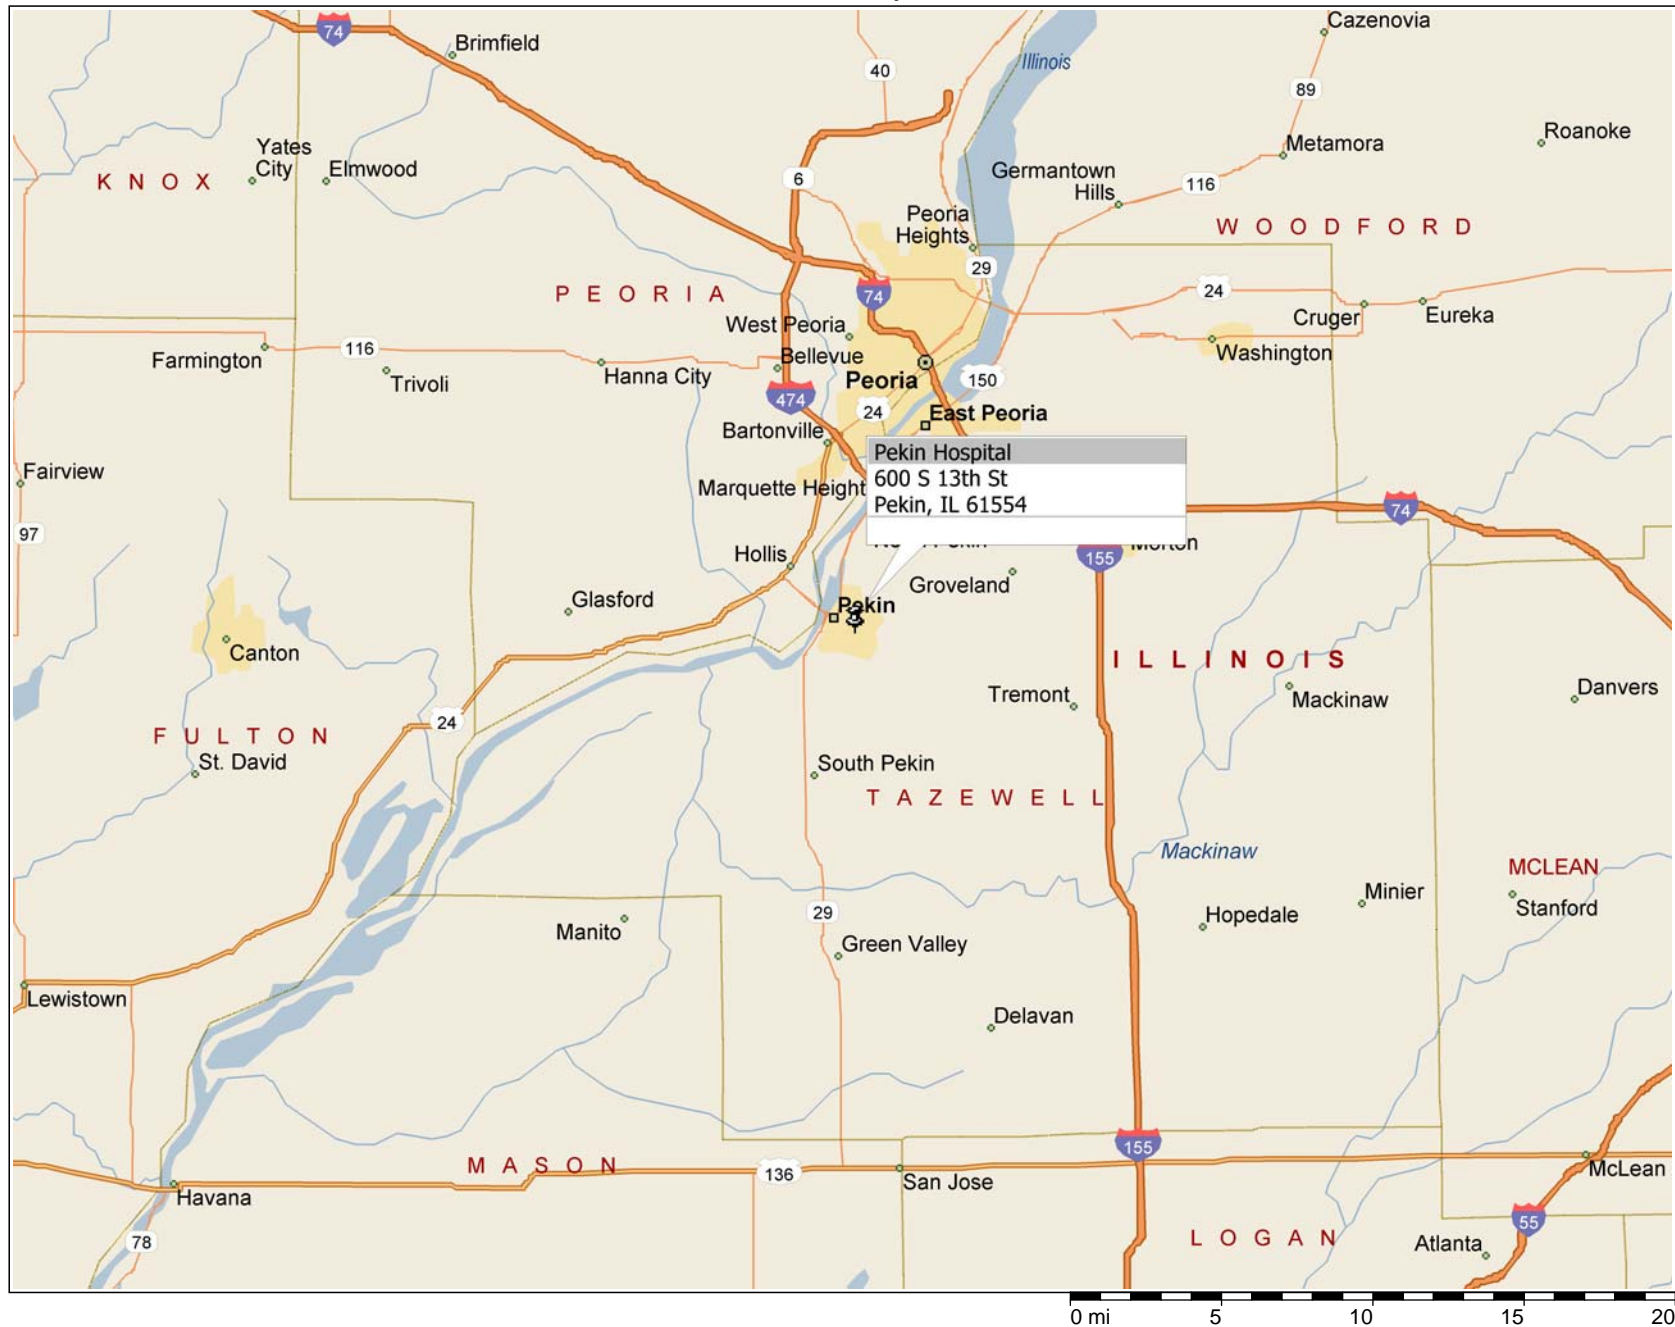 Cazenovia
74
Brimfield
Illinois
40
89
Roanoke
Yates
City
Elmwood
Metamora
Germantown
Hills
KNOX
6
116
Peoria
Heights
WOODFORD
29
PEORIA
74
24
West Peoria
Cruger
Eureka
Farmington
116
Bellevue
Washington
Trivoli
Hanna City
Peoria
150
474
24
East Peoria
Bartonville
Fairview
Pekin Hospital
600 S 13th St
Pekin, IL 61554
Marquette Height
74
97
Hollis
155
Morton
Groveland
Glasford
Pekin
Canton
ILLINOIS
Tremont
Mackinaw
Danvers
24
FULTON
St. David
South Pekin
TAZEWELL
Mackinaw
MCLEAN
Minier
Stanford
29
Hopedale
Manito
Green Valley
Lewistown
Delavan
155
MASON
136
San Jose
McLean
Havana
55
78
LOGAN
Atlanta
0 mi 5 10 15 20